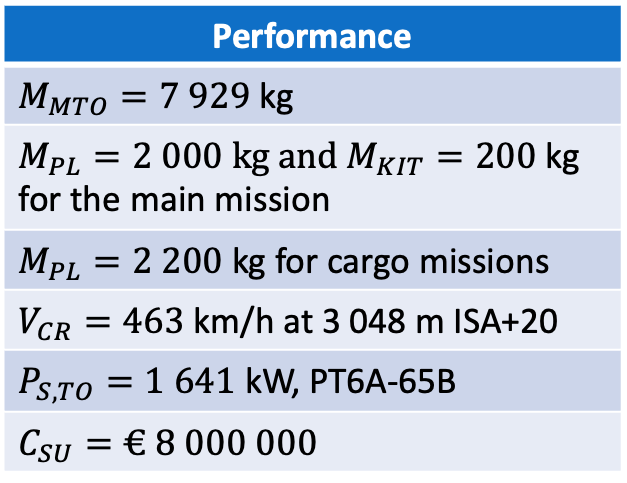 Performance
M_MTO = 7 929 kg
M_PL = 2 000 kg and M_KIT = 200 kg
for the main mission
M_PL = 2 200 kg for cargo missions
V_CR = 463 km/h at 3 048 m ISA+20
P_S,TO = 1 641 kW, PT6A-65B
C_SU = € 8 000 000